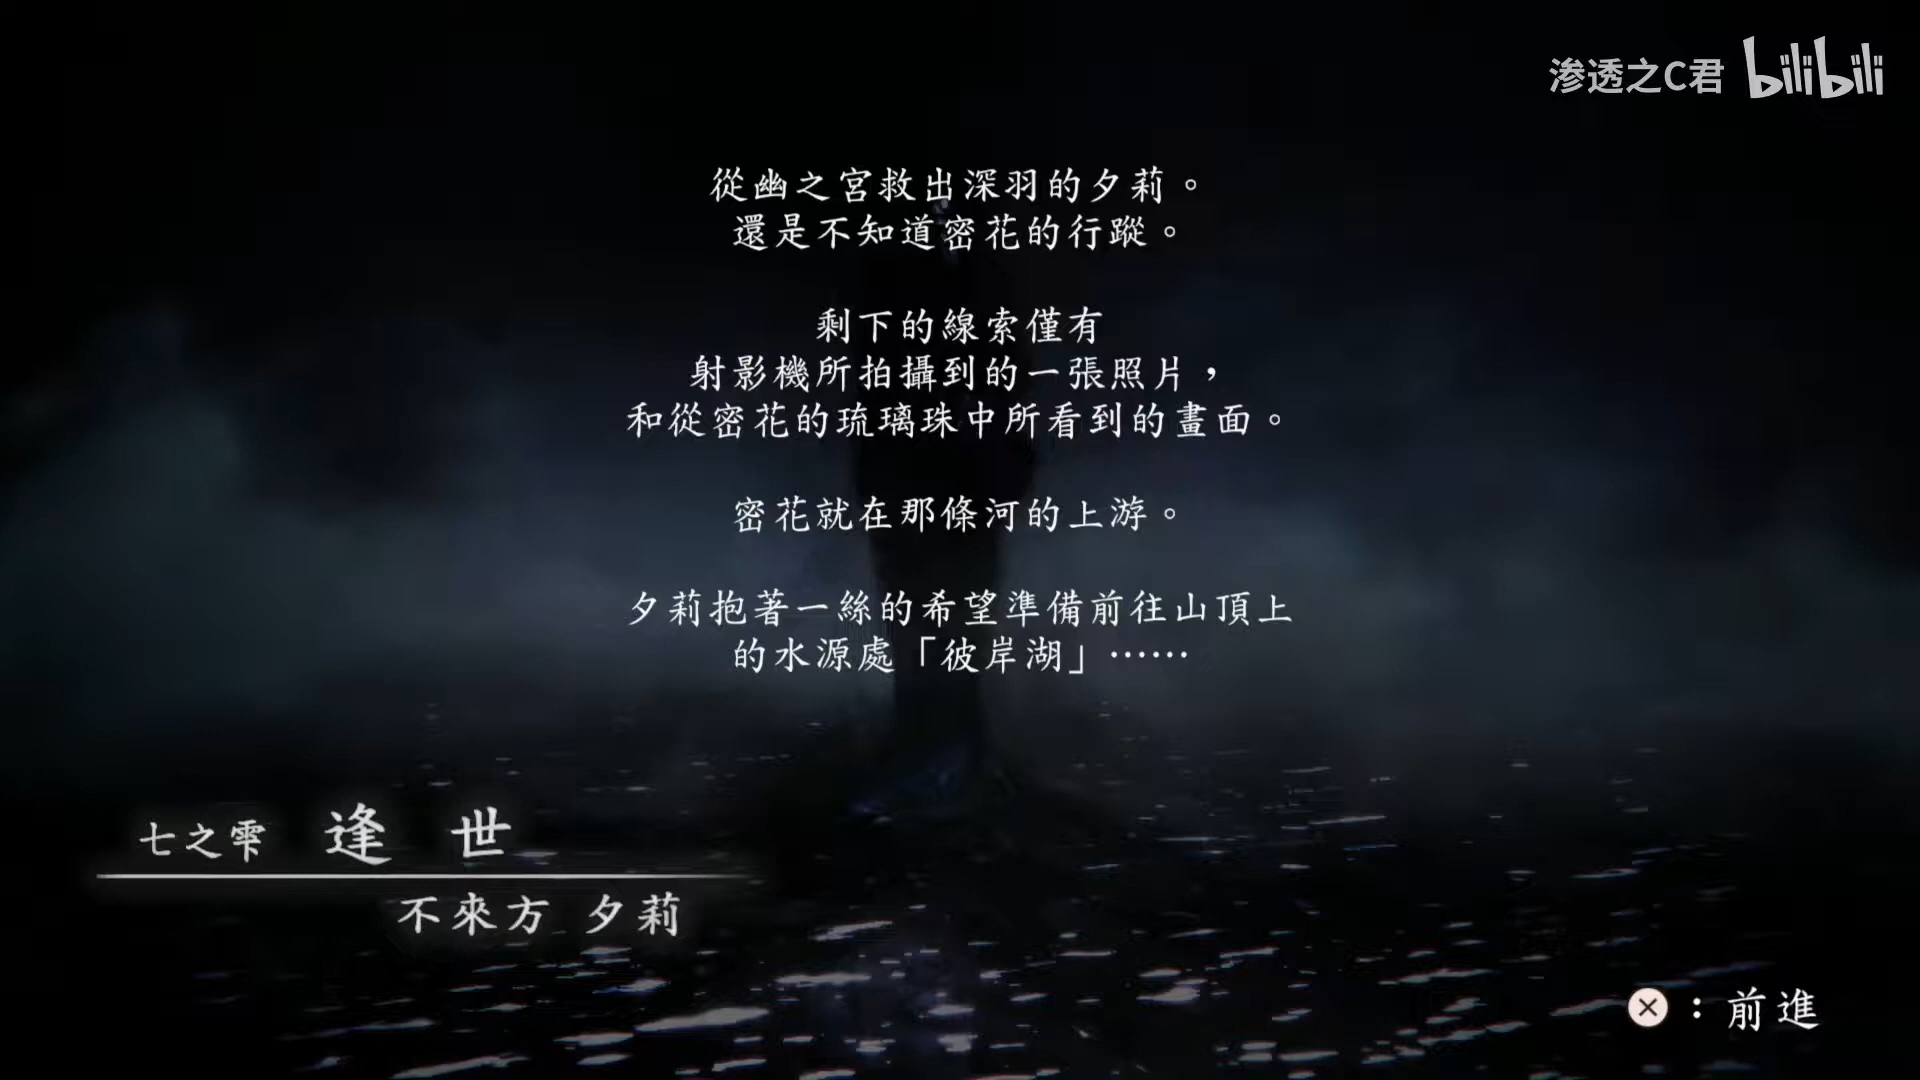 渗透之C君 bilibili
從幽之宮救出深羽的夕莉。
還是不知道密花的行蹤。
剩下的線索僅有
射影機所拍攝到的一張照片，
和從密花的琉璃珠中所看到的畫面。
密花就在那條河的上游。
夕莉抱著一絲的希望準備前往山頂上
的水源處「彼岸湖」……
七之雫 逢世
不來方 夕莉
：前進